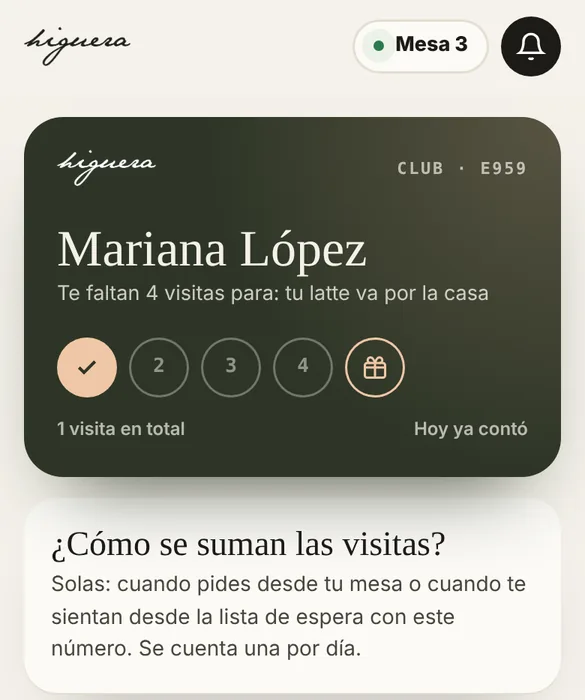 higuera
Mesa 3
higuera
CLUB · E959
Mariana López
Te faltan 4 visitas para: tu latte va por la casa
2 3 4
1 visita en total
Hoy ya contó
¿Cómo se suman las visitas?
Solas: cuando pides desde tu mesa o cuando te
sientan desde la lista de espera con este
número. Se cuenta una por día.